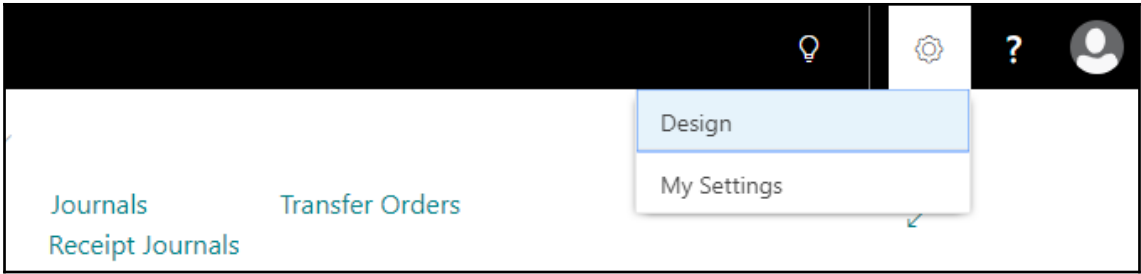 ?
Design
My Settings
Journals Transfer Orders
Receipt Journals